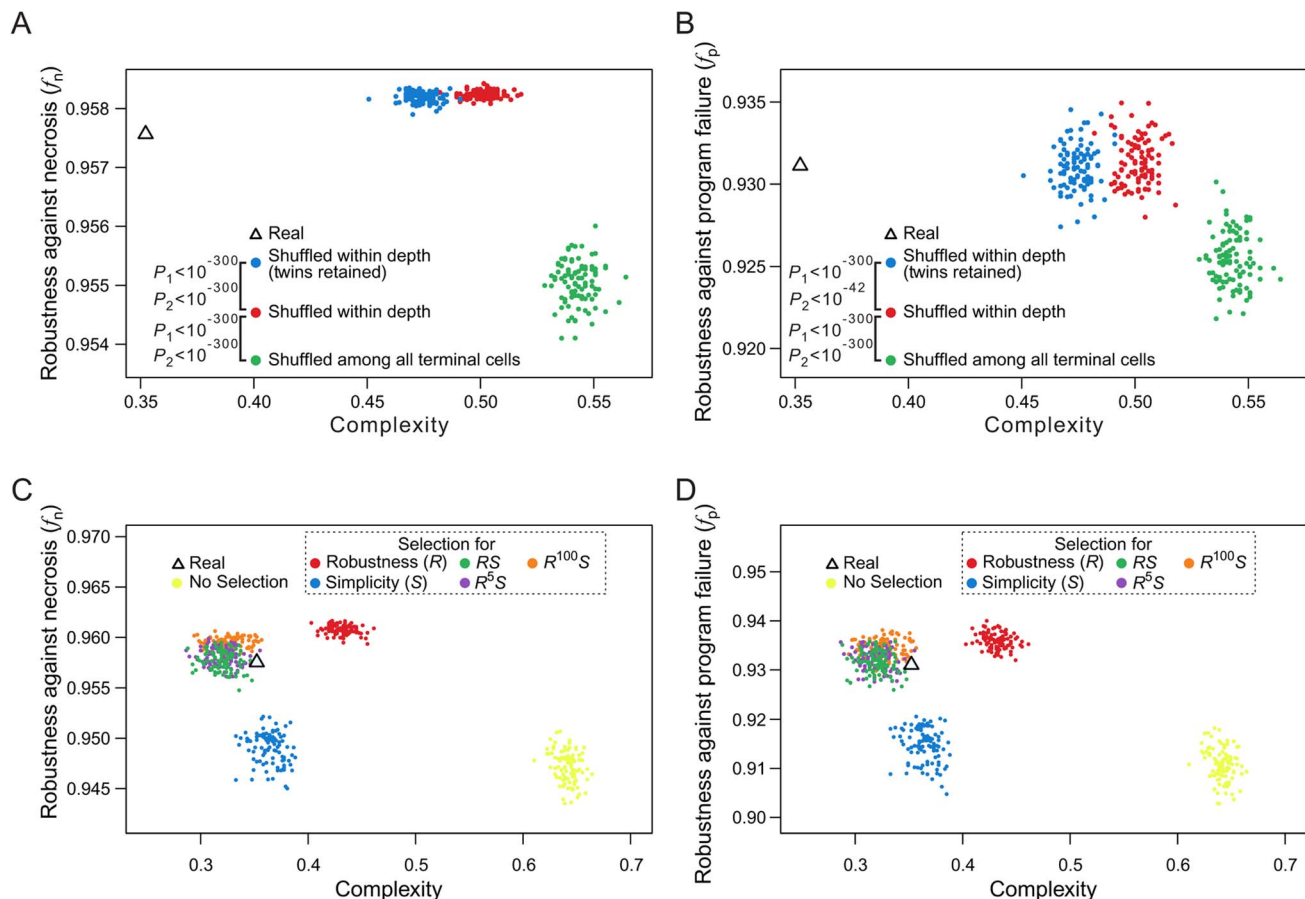 A
Robustness against necrosis (fn)
0.958
0.957
0.956
0.955
0.954
Real
Shuffled within depth
(twins retained)
P1<10-300
P2<10-300
Shuffled within depth
P1<10-300
P2<10-300
Shuffled among all terminal cells
0.35
0.40
0.45
0.50
0.55
Complexity
B
Robustness against program failure (fp)
0.935
0.930
0.925
0.920
Real
Shuffled within depth
(twins retained)
P1<10-300
P2<10-42
Shuffled within depth
P1<10-300
P2<10-300
Shuffled among all terminal cells
0.35
0.40
0.45
0.50
0.55
Complexity
C
Robustness against necrosis (fn)
0.970
0.965
0.960
0.955
0.950
0.945
Real
No Selection
Selection for
Robustness (R)
RS
R100S
Simplicity (S)
R5S
0.3
0.4
0.5
0.6
0.7
Complexity
D
Robustness against program failure (fp)
0.95
0.94
0.93
0.92
0.91
0.90
Real
No Selection
Selection for
Robustness (R)
RS
R100S
Simplicity (S)
R5S
0.3
0.4
0.5
0.6
0.7
Complexity